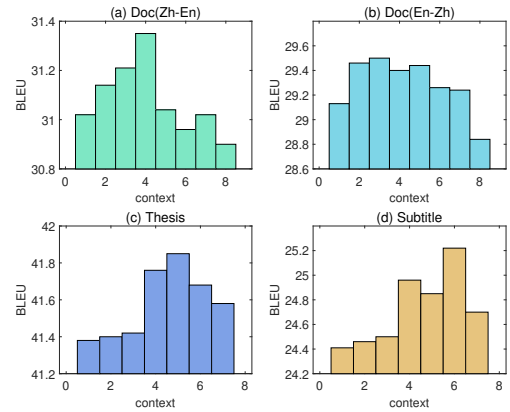 (a) Doc(Zh-En)
31.4
31.2
31
30.8
BLEU
0 2 4 6 8
context
(b) Doc(En-Zh)
29.6
29.4
29.2
29
28.8
28.6
BLEU
0 2 4 6 8
context
(c) Thesis
42
41.8
41.6
41.4
41.2
BLEU
0 2 4 6 8
context
(d) Subtitle
25.2
25
24.8
24.6
24.4
24.2
BLEU
0 2 4 6 8
context